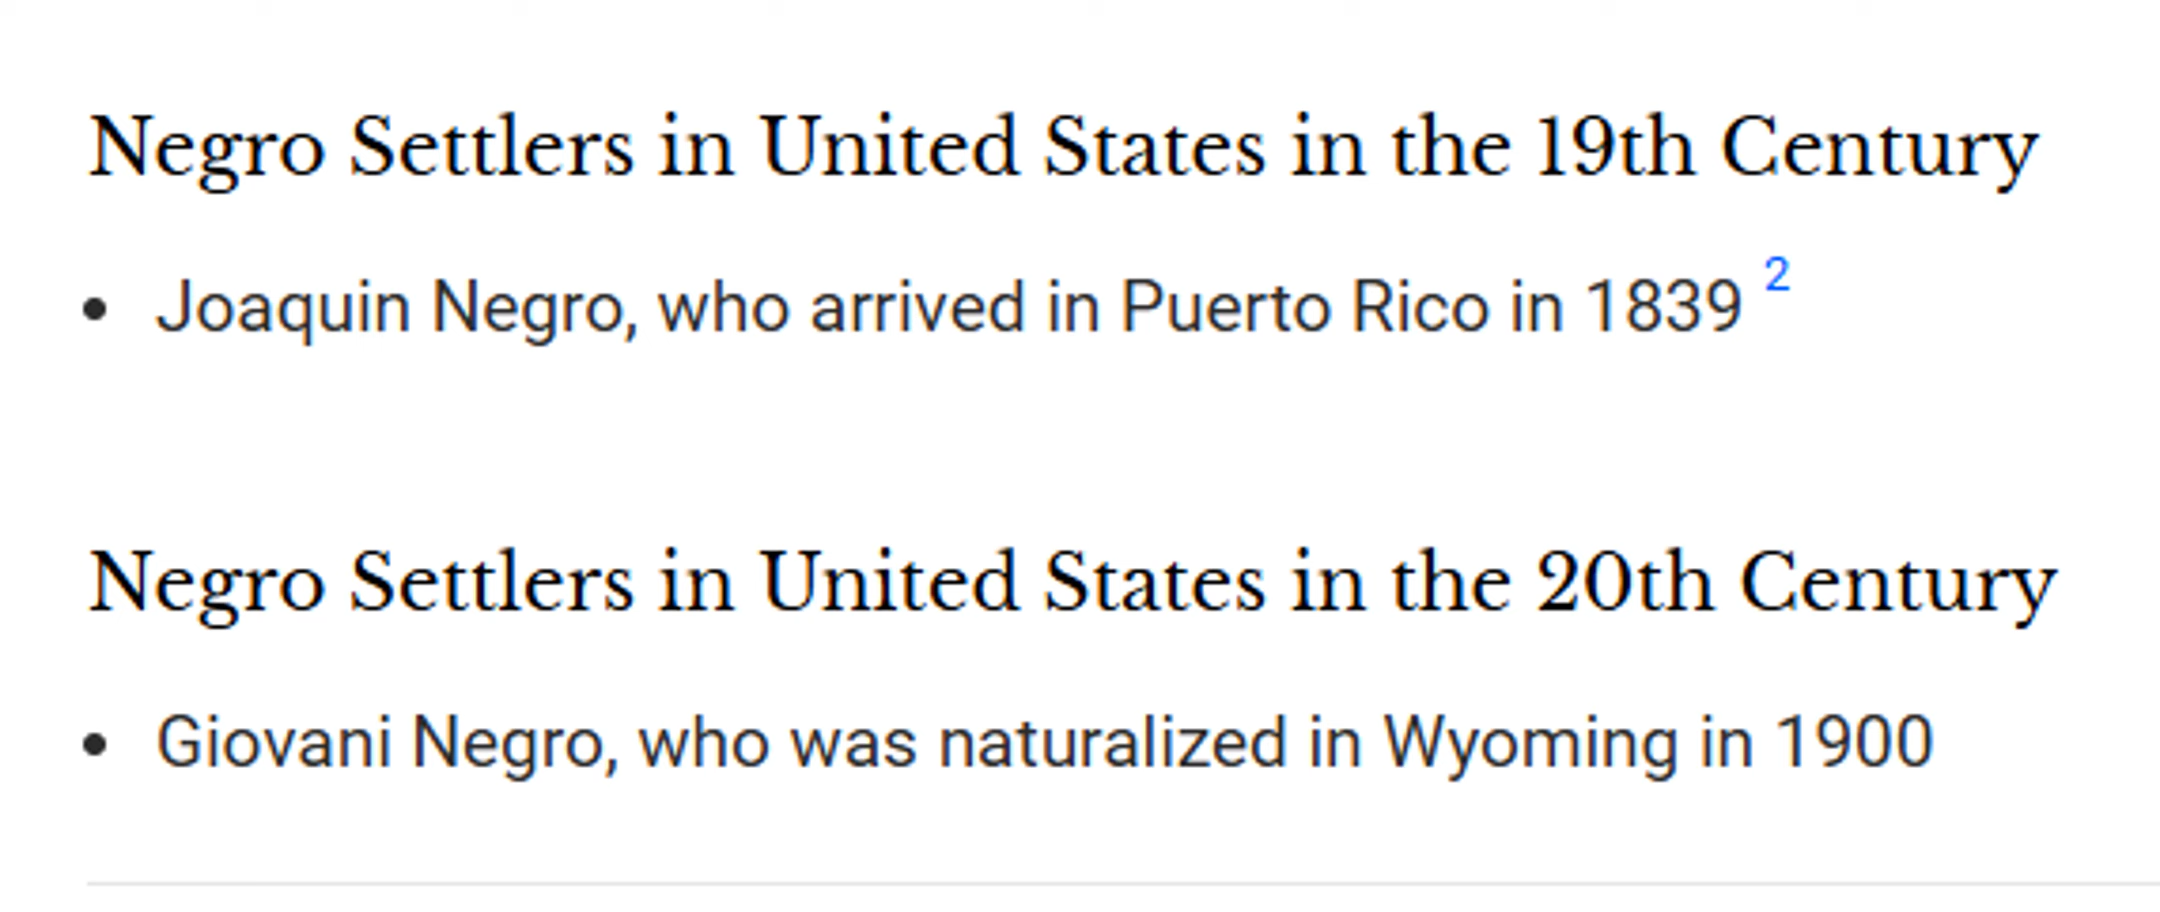 Negro Settlers in United States in the 19th Century
• Joaquin Negro, who arrived in Puerto Rico in 1839 2
Negro Settlers in United States in the 20th Century
• Giovani Negro, who was naturalized in Wyoming in 1900